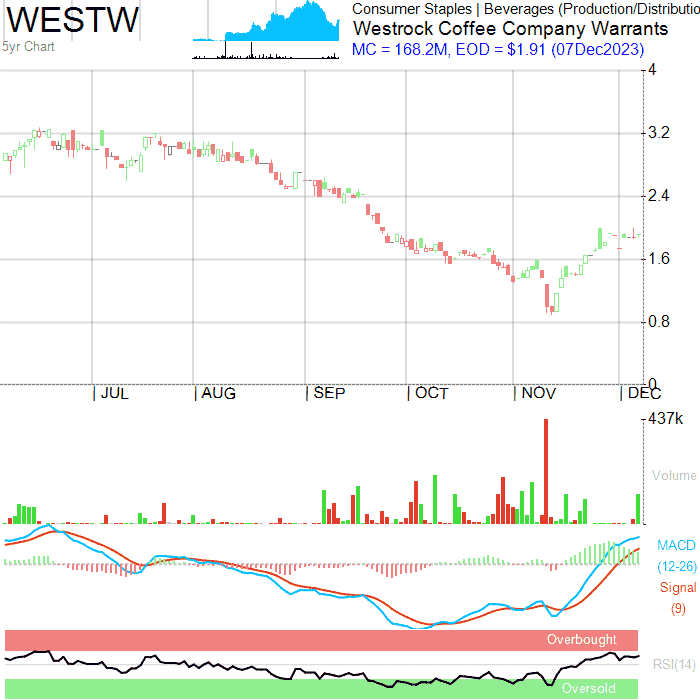 WESTW
5yr Chart
Consumer Staples | Beverages (Production/Distributio
Westrock Coffee Company Warrants
MC = 168.2M, EOD = $1.91 (07Dec2023)
4
3.2
2.4
1.6
0.8
0
| JUL | AUG | SEP | OCT | NOV | DEC
437k
Volume
MACD
(12-26)
Signal
(9)
Overbought
RSI(14)
Oversold